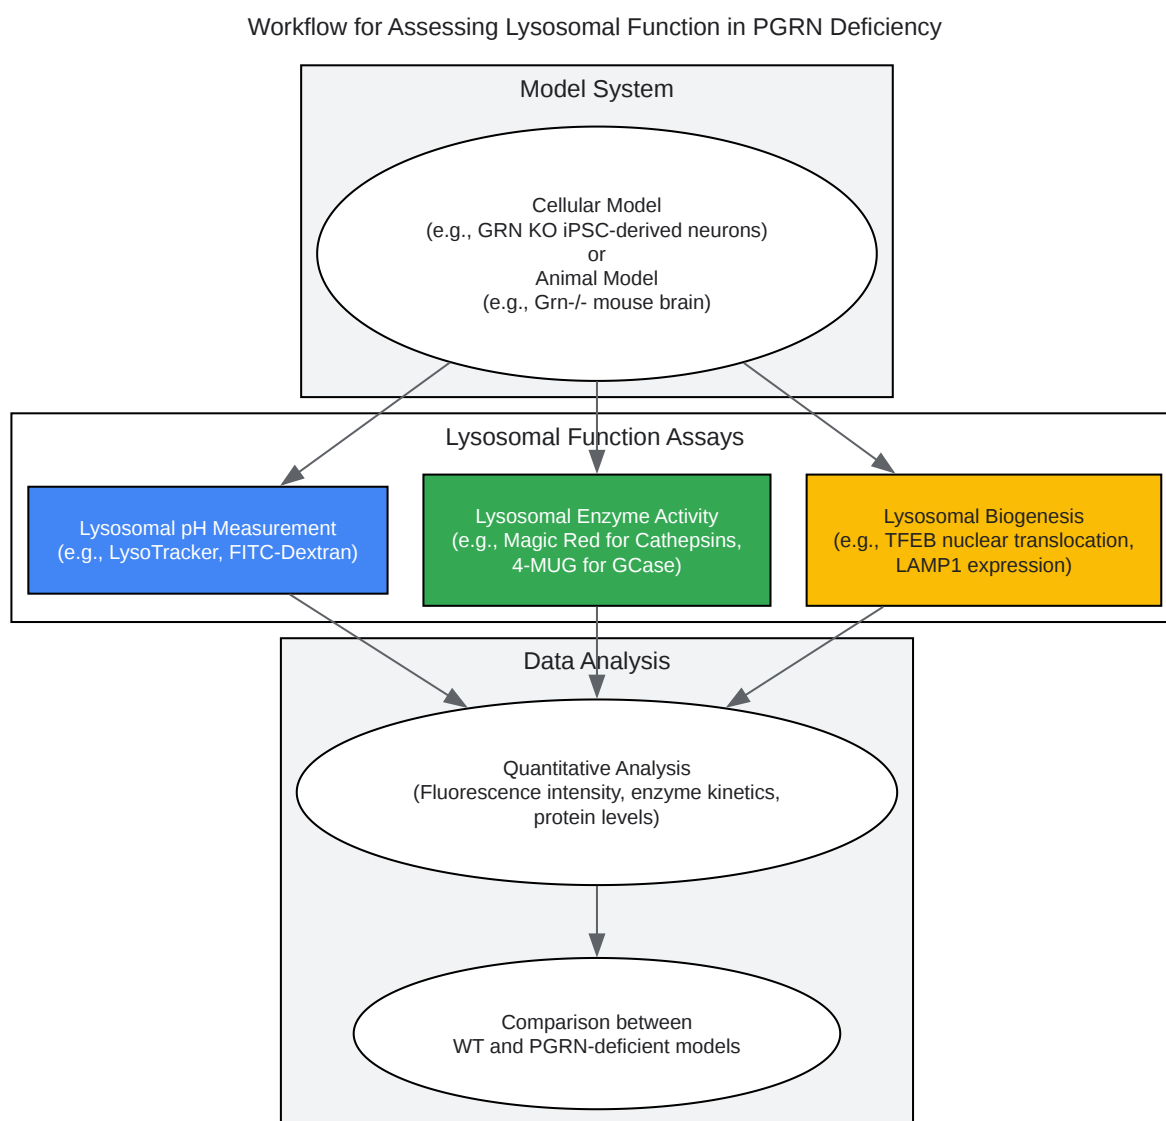 Workflow for Assessing Lysosomal Function in PGRN Deficiency
Model System
Cellular Model
(e.g., GRN KO iPSC-derived neurons)
or
Animal Model
(e.g., Grn-/- mouse brain)
Lysosomal Function Assays
Lysosomal pH Measurement
(e.g., LysoTracker, FITC-Dextran)
Lysosomal Enzyme Activity
(e.g., Magic Red for Cathepsins,
4-MUG for GCase)
Lysosomal Biogenesis
(e.g., TFEB nuclear translocation,
LAMP1 expression)
Data Analysis
Quantitative Analysis
(Fluorescence intensity, enzyme kinetics,
protein levels)
Comparison between
WT and PGRN-deficient models